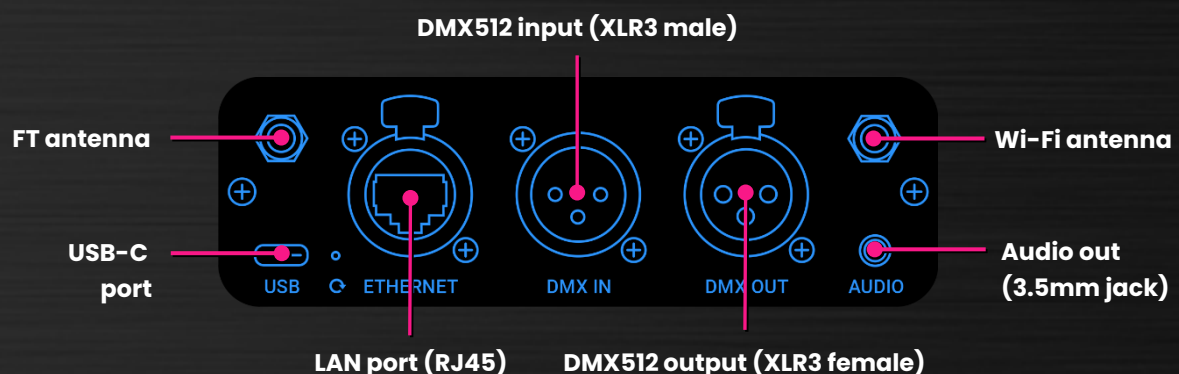 DMX512 input (XLR3 male)
FT antenna
Wi-Fi antenna
USB-C
port
Audio out
(3.5mm jack)
USB
ETHERNET
DMX IN
DMX OUT
AUDIO
LAN port (RJ45)
DMX512 output (XLR3 female)